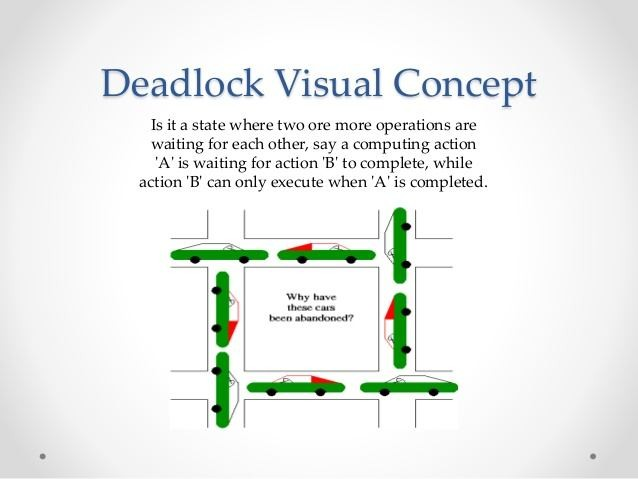 Deadlock Visual Concept
Is it a state where two ore more operations are
waiting for each other, say a computing action
'A' is waiting for action 'B' to complete, while
action 'B' can only execute when 'A' is completed.
Why have
these cars
been abandoned?